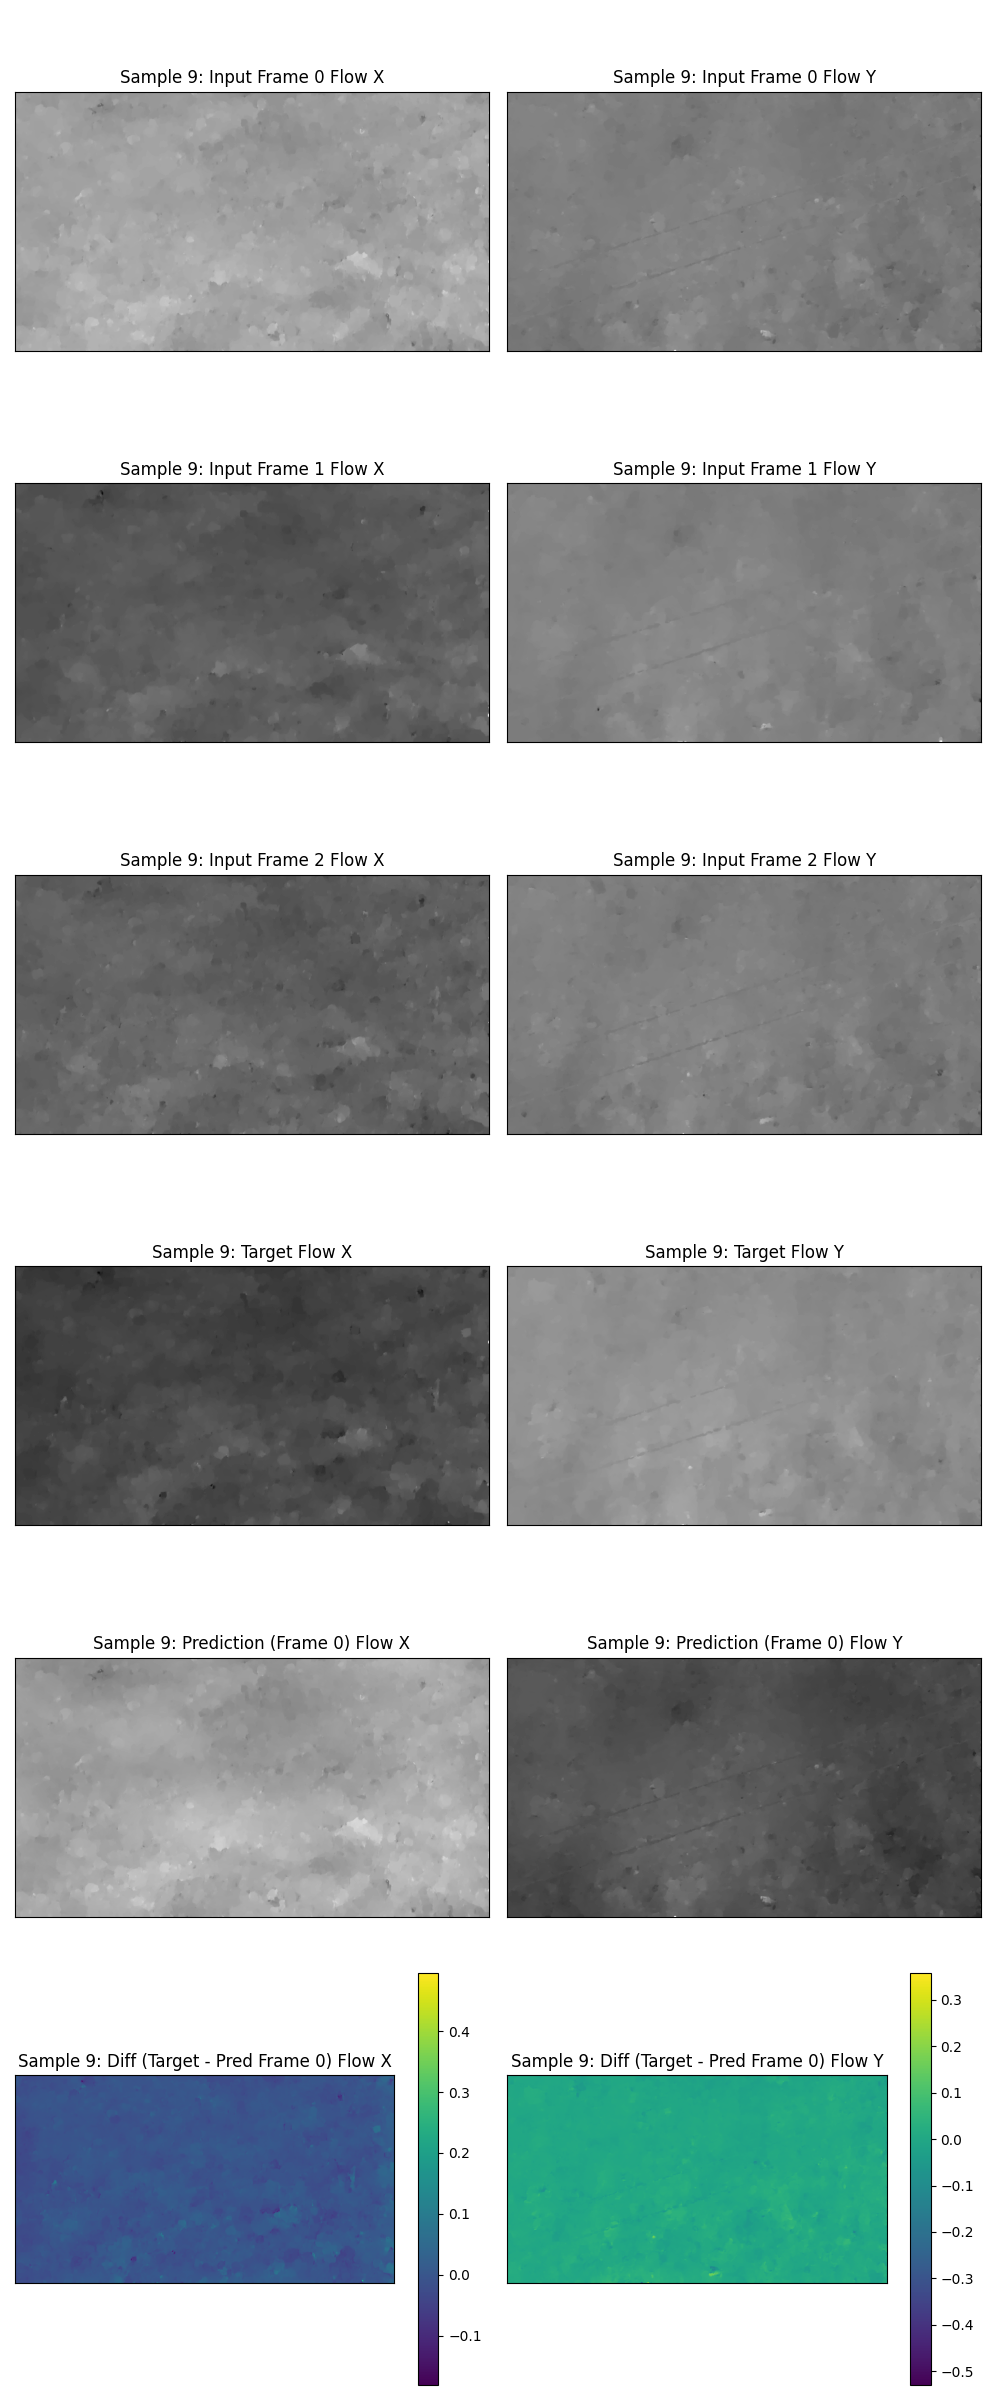 Sample 9: Input Frame 0 Flow X
Sample 9: Input Frame 0 Flow Y
Sample 9: Input Frame 1 Flow X
Sample 9: Input Frame 1 Flow Y
Sample 9: Input Frame 2 Flow X
Sample 9: Input Frame 2 Flow Y
Sample 9: Target Flow X
Sample 9: Target Flow Y
Sample 9: Prediction (Frame 0) Flow X
Sample 9: Prediction (Frame 0) Flow Y
Sample 9: Diff (Target - Pred Frame 0) Flow X
0.4
0.3
0.2
0.1
0.0
−0.1
Sample 9: Diff (Target - Pred Frame 0) Flow Y
0.3
0.2
0.1
0.0
−0.1
−0.2
−0.3
−0.4
−0.5